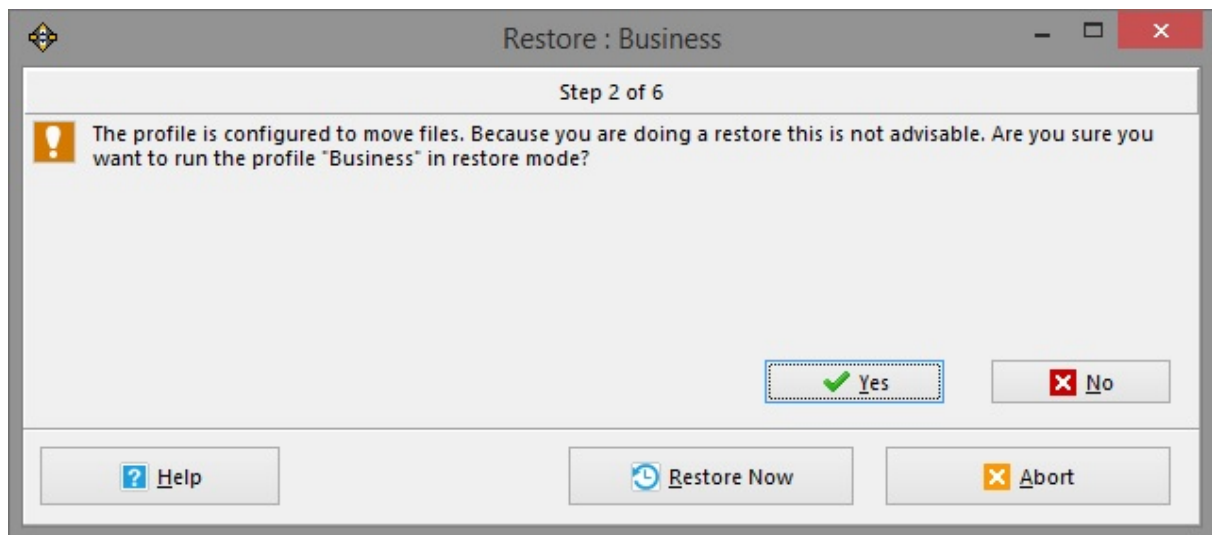 Restore : Business
Step 2 of 6
The profile is configured to move files. Because you are doing a restore this is not advisable. Are you sure you
want to run the profile "Business" in restore mode?
Yes
No
Help
Restore Now
Abort